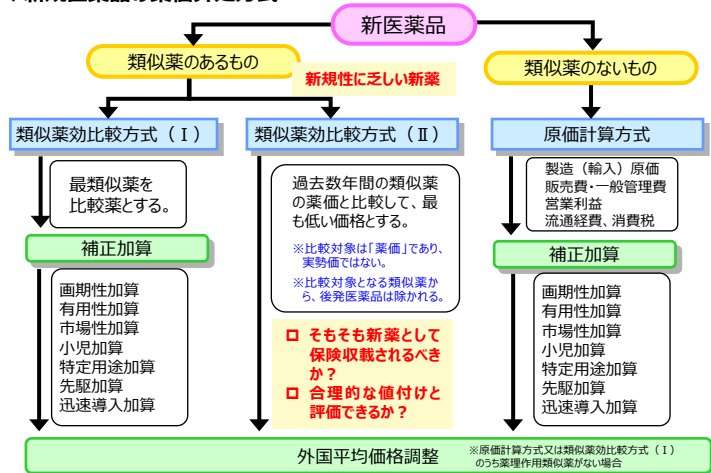 新医薬品
類似薬のあるもの
新規性に乏しい新薬
類似薬のないもの
類似薬効比較方式（Ⅰ）
類似薬効比較方式（Ⅱ）
原価計算方式
最類似薬を
比較薬とする。
過去数年間の類似薬
の薬価と比較して、最
も低い価格とする。
※比較対象は「薬価」であり、
実勢価ではない。
※比較対象となる類似薬か
ら、後発医薬品は除かれる。
製造（輸入）原価
販売費・一般管理費
営業利益
流通経費、消費税
補正加算
画期性加算
有用性加算
市場性加算
小児加算
特定用途加算
先駆加算
迅速導入加算
□ そもそも新薬として
保険収載されるべき
か？
□ 合理的な値付けと
評価できるか？
補正加算
画期性加算
有用性加算
市場性加算
小児加算
特定用途加算
先駆加算
迅速導入加算
外国平均価格調整
※原価計算方式又は類似薬効比較方式（Ⅰ）
のうち薬理作用類似薬がない場合